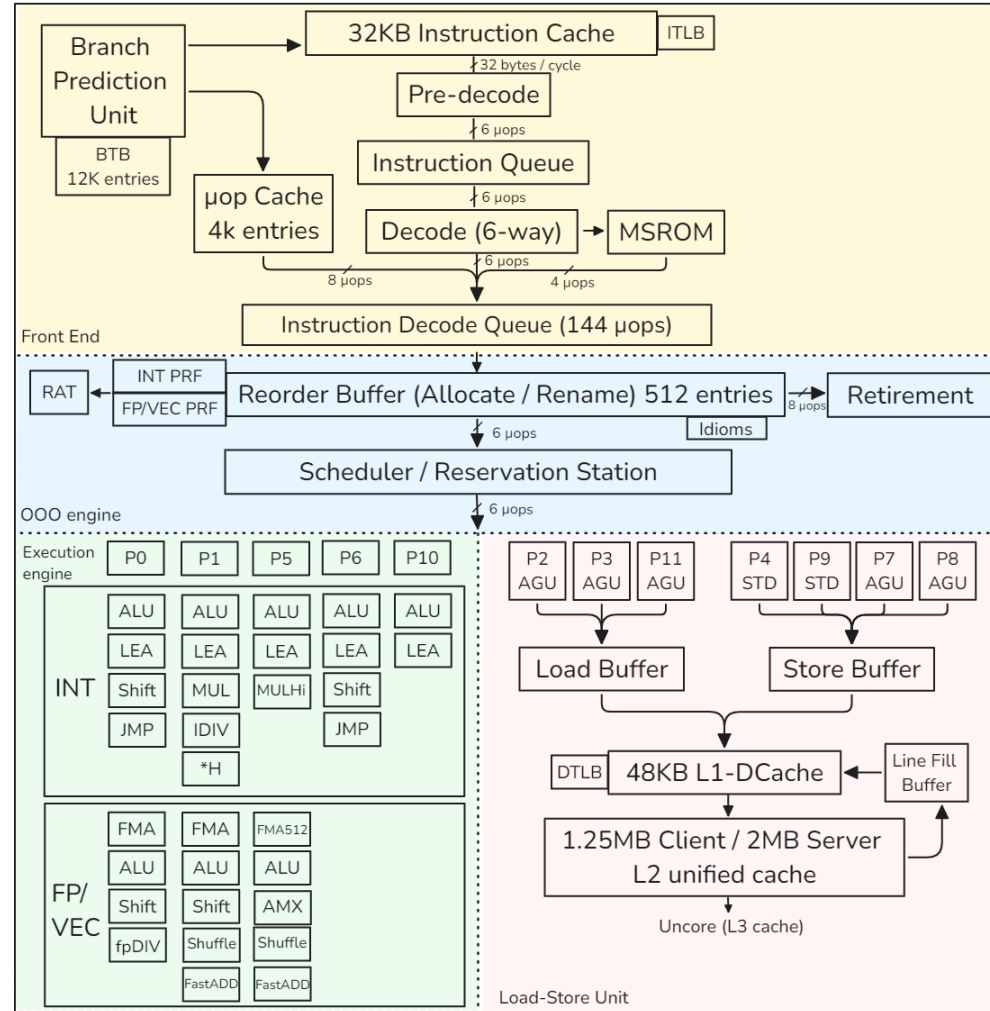 Branch
Prediction
Unit
BTB
12K entries
32KB Instruction Cache
ITLB
32 bytes / cycle
Pre-decode
6 μops
Instruction Queue
6 μops
μop Cache
4k entries
Decode (6-way)
MSROM
6 μops
8 μops
4 μops
Instruction Decode Queue (144 μops)
Front End
RAT
INT PRF
FP/VEC PRF
Reorder Buffer (Allocate / Rename) 512 entries
8 μops
Retirement
Idioms
6 μops
Scheduler / Reservation Station
6 μops
OOO engine
Execution
engine
P0
P1
P5
P6
P10
INT
ALU
ALU
ALU
ALU
ALU
LEA
LEA
LEA
LEA
LEA
Shift
MUL
MULHi
Shift
JMP
IDIV
JMP
*H
FP/
VEC
FMA
FMA
FMA512
ALU
ALU
ALU
Shift
Shift
AMX
fpDIV
Shuffle
Shuffle
FastADD
FastADD
P2
AGU
P3
AGU
P11
AGU
P4
STD
P9
STD
P7
AGU
P8
AGU
Load Buffer
Store Buffer
DTLB
48KB L1-DCache
Line Fill
Buffer
1.25MB Client / 2MB Server
L2 unified cache
Uncore (L3 cache)
Load-Store Unit